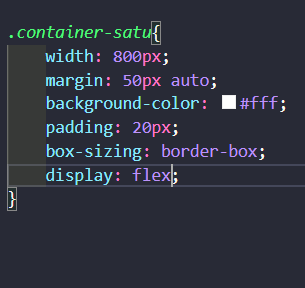 .container-satu{
width: 800px;
margin: 50px auto;
background-color: #fff;
padding: 20px;
box-sizing: border-box;
display: flex;
}